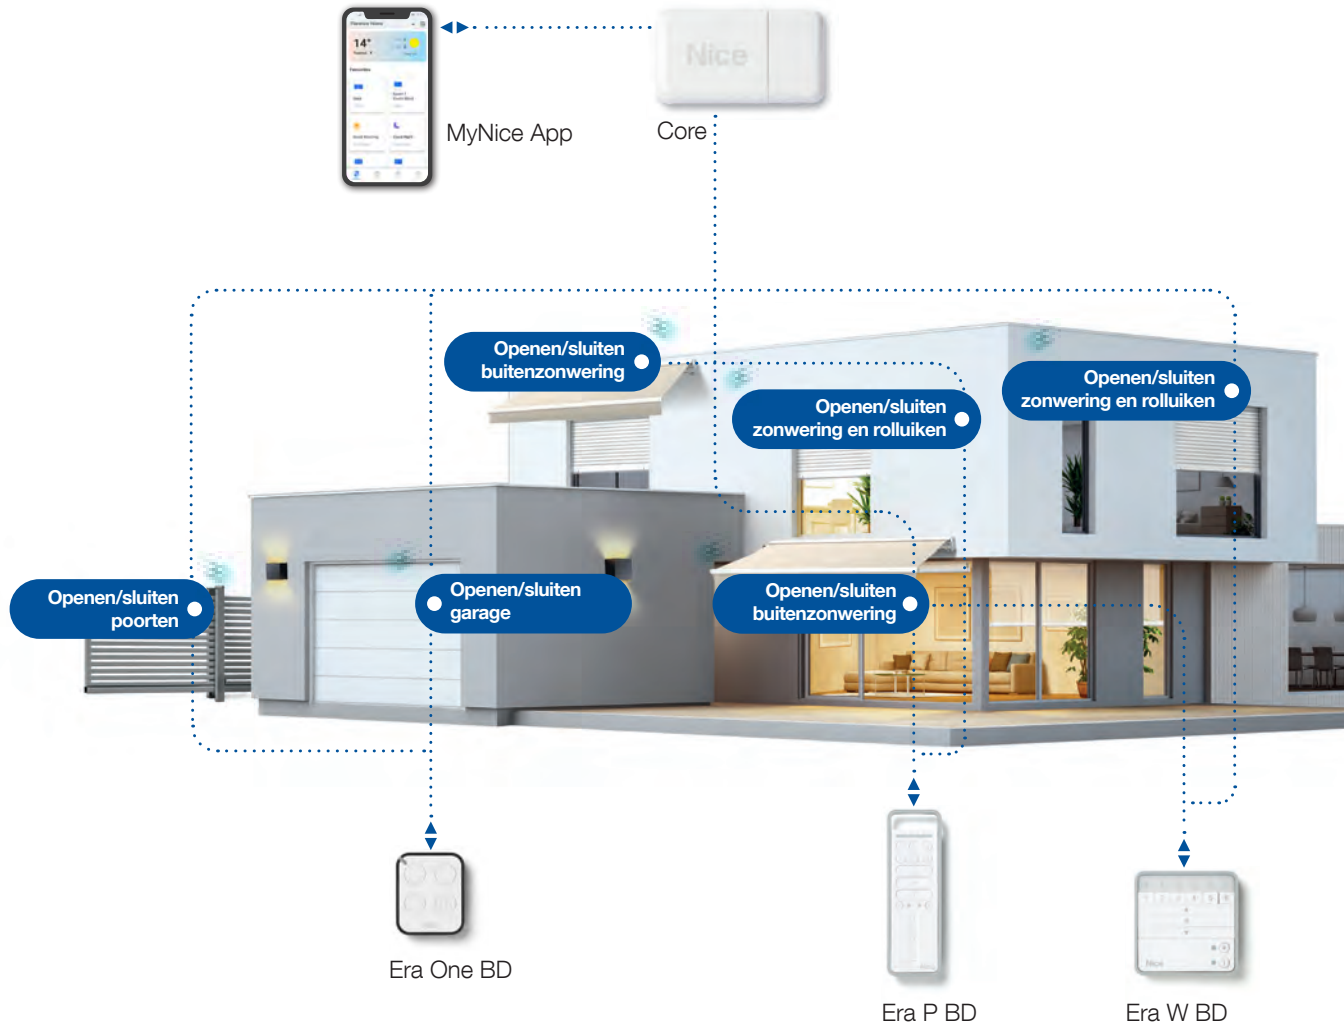 14°
Nice
MyNice App
Core
Openen/sluiten
buitenzonwering
Openen/sluiten
zonwering en rolluiken
Openen/sluiten
zonwering en rolluiken
Openen/sluiten
poorten
Openen/sluiten
garage
Openen/sluiten
buitenzonwering
Nice
Era One BD
Era P BD
Era W BD